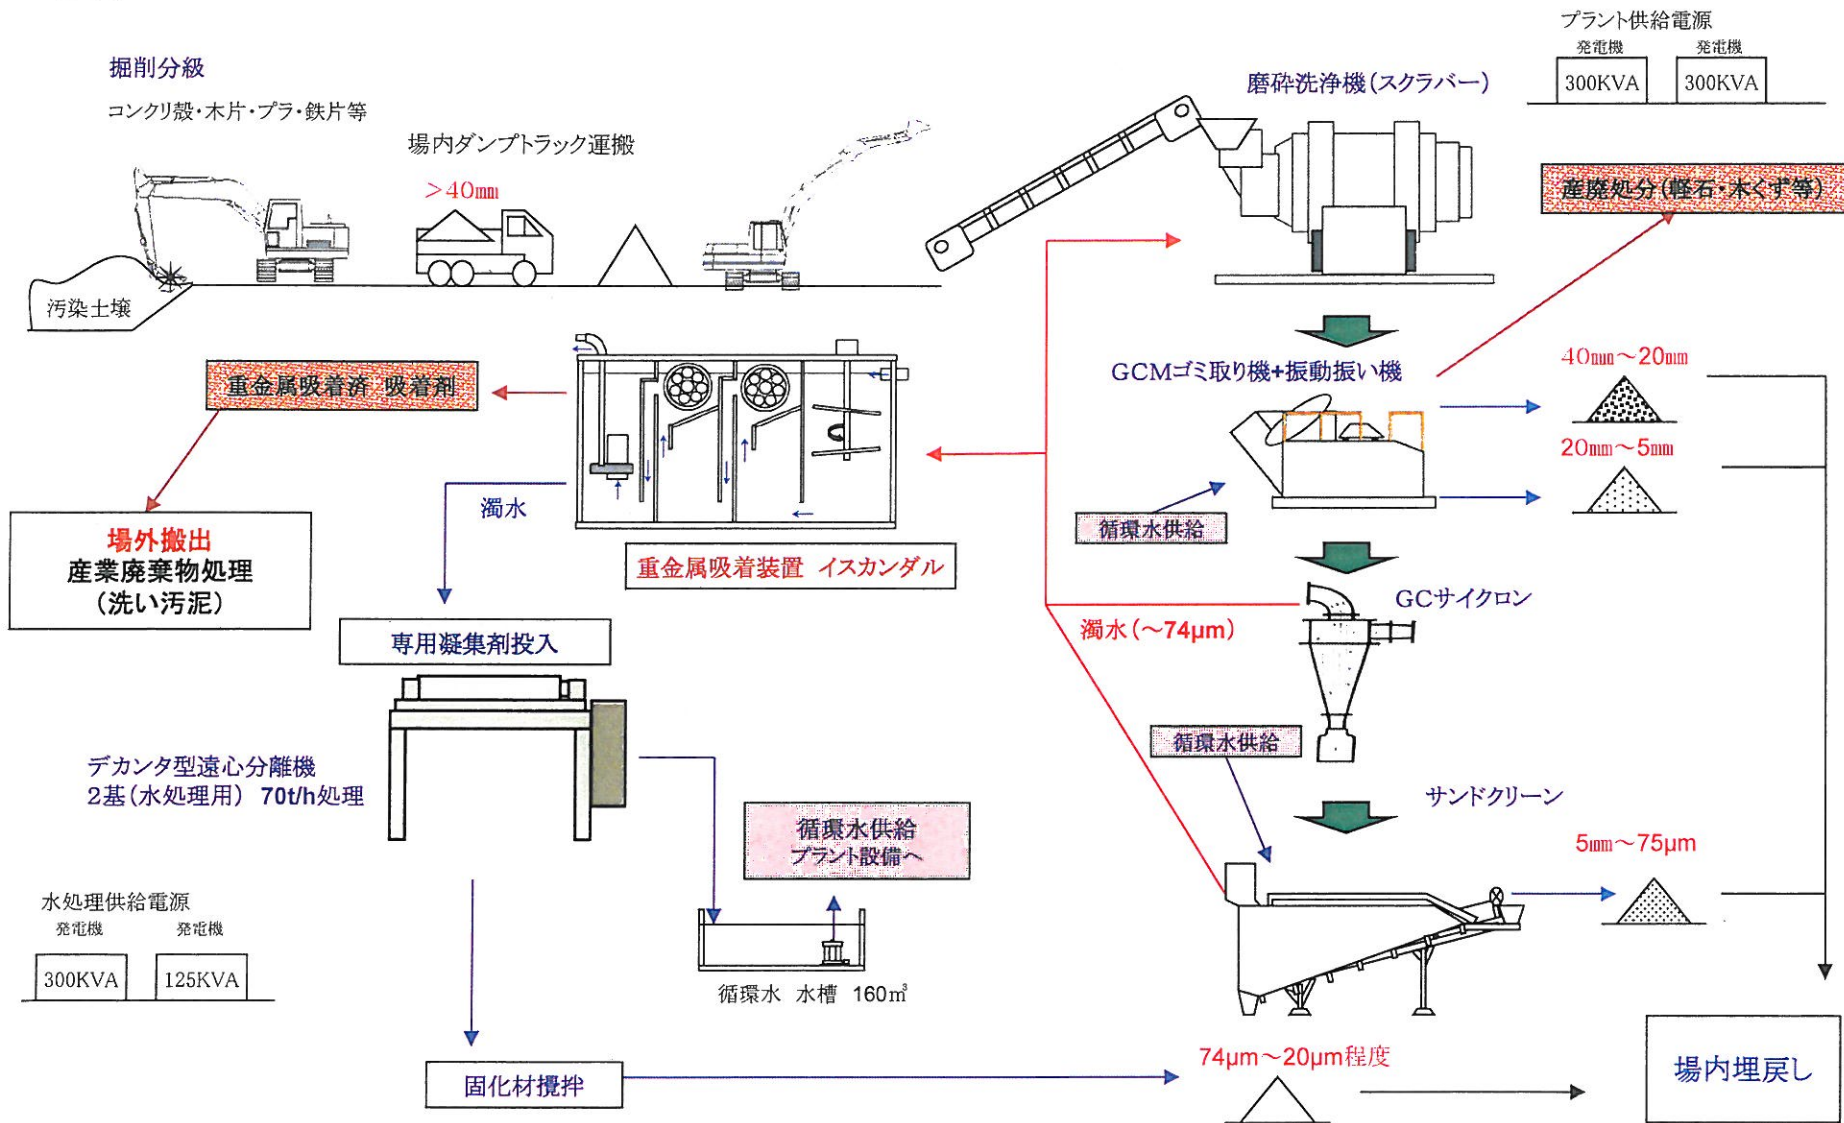 プラント供給電源
発電機 発電機
300KVA 300KVA
掘削分級
コンクリ殻・木片・プラ・鉄片等
場内ダンプトラック運搬
>40㎜
汚染土壌
磨砕洗浄機(スクラバー)
産廃処分(軽石・木くず等)
GCMゴミ取り機+振動振い機
40㎜～20㎜
20㎜～5㎜
循環水供給
重金属吸着済 吸着剤
場外搬出
産業廃棄物処理
(洗い汚泥)
濁水
重金属吸着装置 イスカンダル
専用凝集剤投入
GCサイクロン
濁水(～74μm)
循環水供給
サンドクリーン
5㎜～75μm
デカンタ型遠心分離機
2基(水処理用) 70t/h処理
循環水供給
プラント設備へ
循環水 水槽 160㎥
水処理供給電源
発電機 発電機
300KVA 125KVA
固化材攪拌
74μm～20μm程度
場内埋戻し